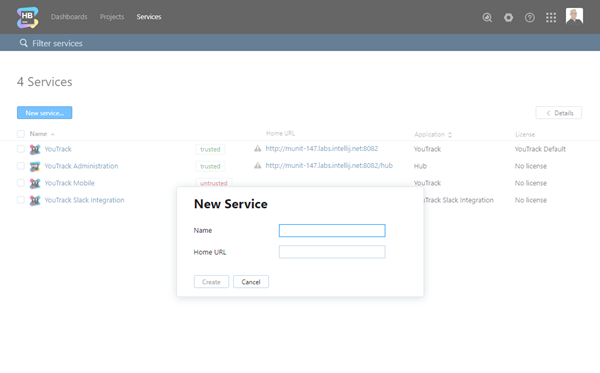 HB
Dashboards Projects Services
Filter services
4 Services
New service... Details
Name Home URL Application License
YouTrack trusted http://munit-147.labs.intellij.net:8082 YouTrack YouTrack Default
YouTrack Administration trusted http://munit-147.labs.intellij.net:8082/hub Hub No license
YouTrack Mobile untrusted YouTrack No license
YouTrack Slack Integration YouTrack Slack Integration No license
New Service
Name
Home URL
Create Cancel